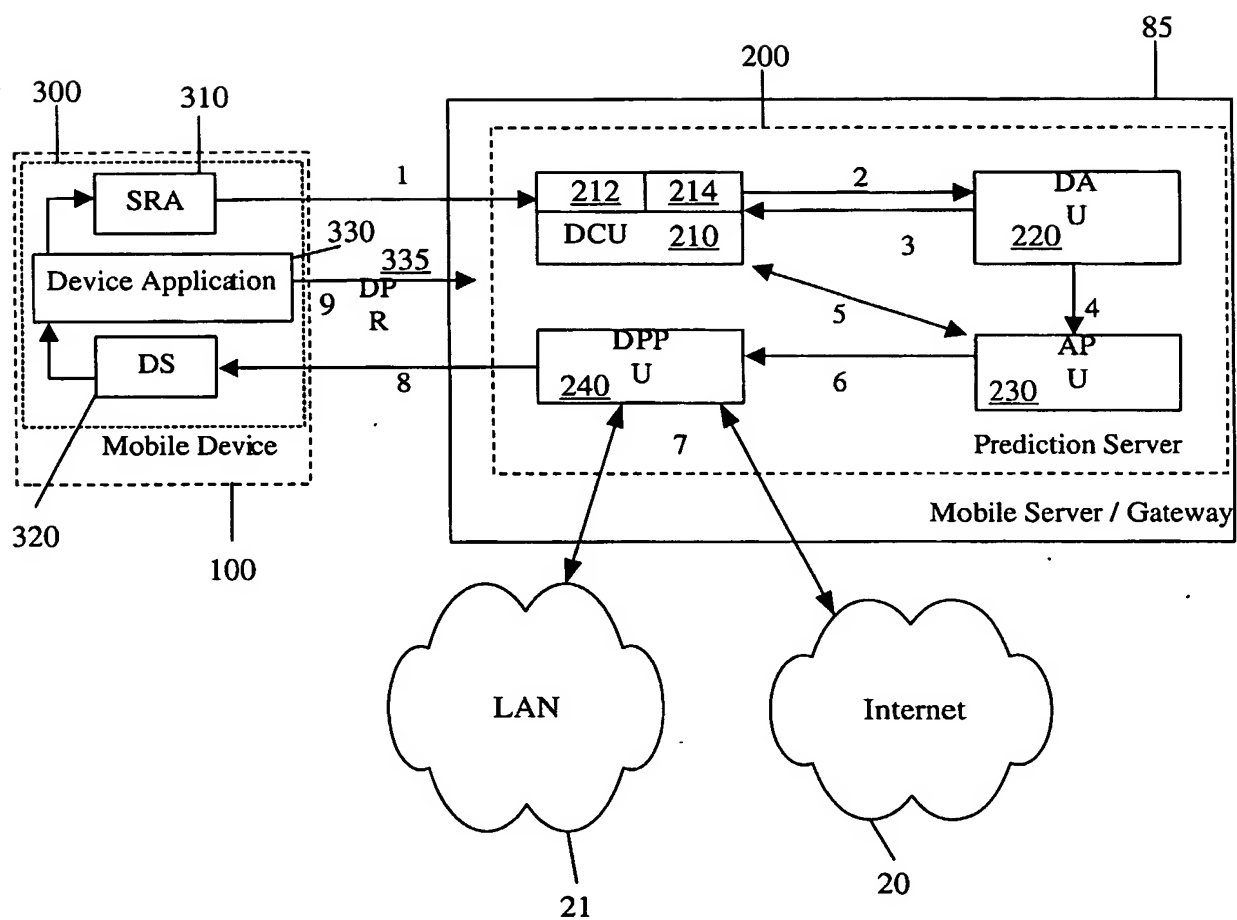 85
200
310
300
SRA
1
212
214
2
DA
U
220
DCU
210
3
330
Device Application
335
9
DP
R
5
4
DPP
U
240
AP
U
230
DS
8
6
Mobile Device
7
Prediction Server
320
100
Mobile Server / Gateway
LAN
Internet
21
20